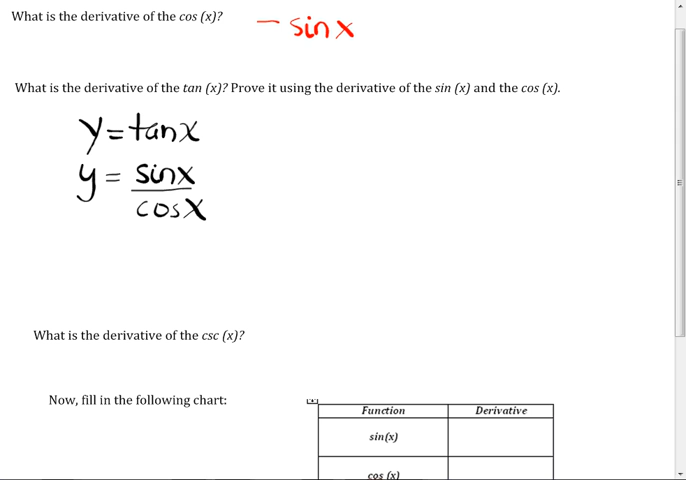 What is the derivative of the cos (x)?
– sin x
What is the derivative of the tan (x)? Prove it using the derivative of the sin (x) and the cos (x).
y = tan x
y = sin x
cos x
What is the derivative of the csc (x)?
Now, fill in the following chart:
Function Derivative
sin(x)
cos (x)